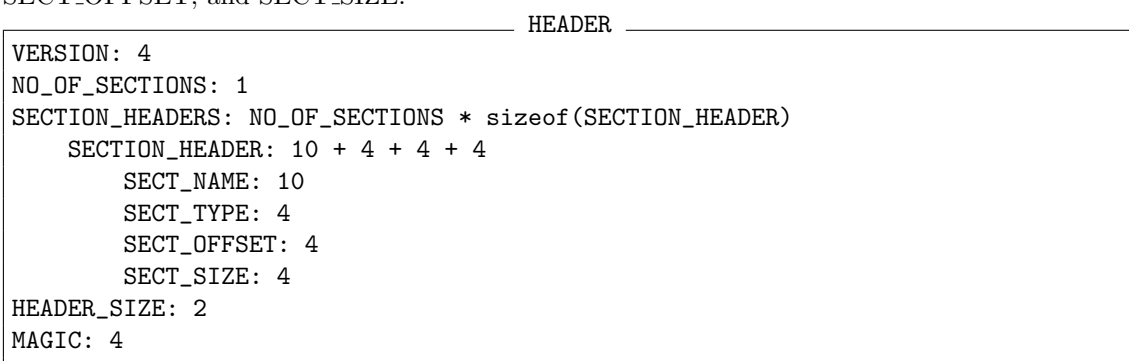 SECT_OFFSET, and SECT_SIZE.
HEADER
VERSION: 4
NO_OF_SECTIONS: 1
SECTION_HEADERS: NO_OF_SECTIONS * sizeof(SECTION_HEADER)
SECTION_HEADER: 10 + 4 + 4 + 4
SECT_NAME: 10
SECT_TYPE: 4
SECT_OFFSET: 4
SECT_SIZE: 4
HEADER_SIZE: 2
MAGIC: 4